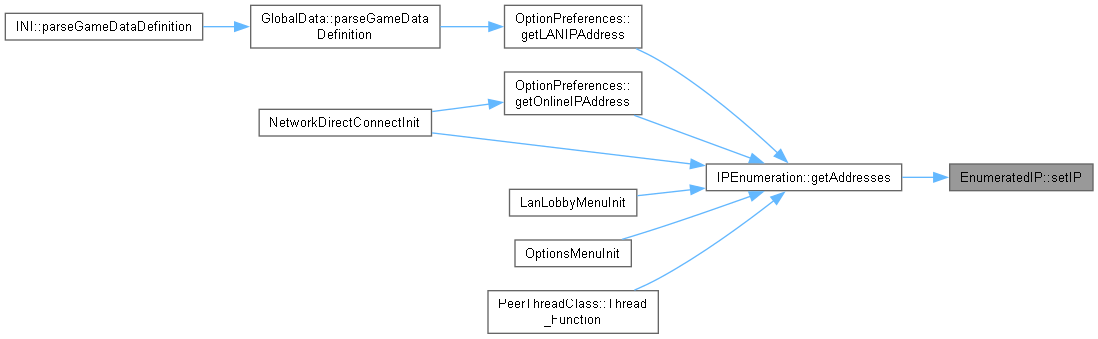 INI::parseGameDataDefinition
GlobalData::parseGameData
Definition
OptionPreferences::
getLANIPAddress
OptionPreferences::
getOnlineIPAddress
NetworkDirectConnectInit
IPEnumeration::getAddresses
EnumeratedIP::setIP
LanLobbyMenuInit
OptionsMenuInit
PeerThreadClass::Thread
_Function